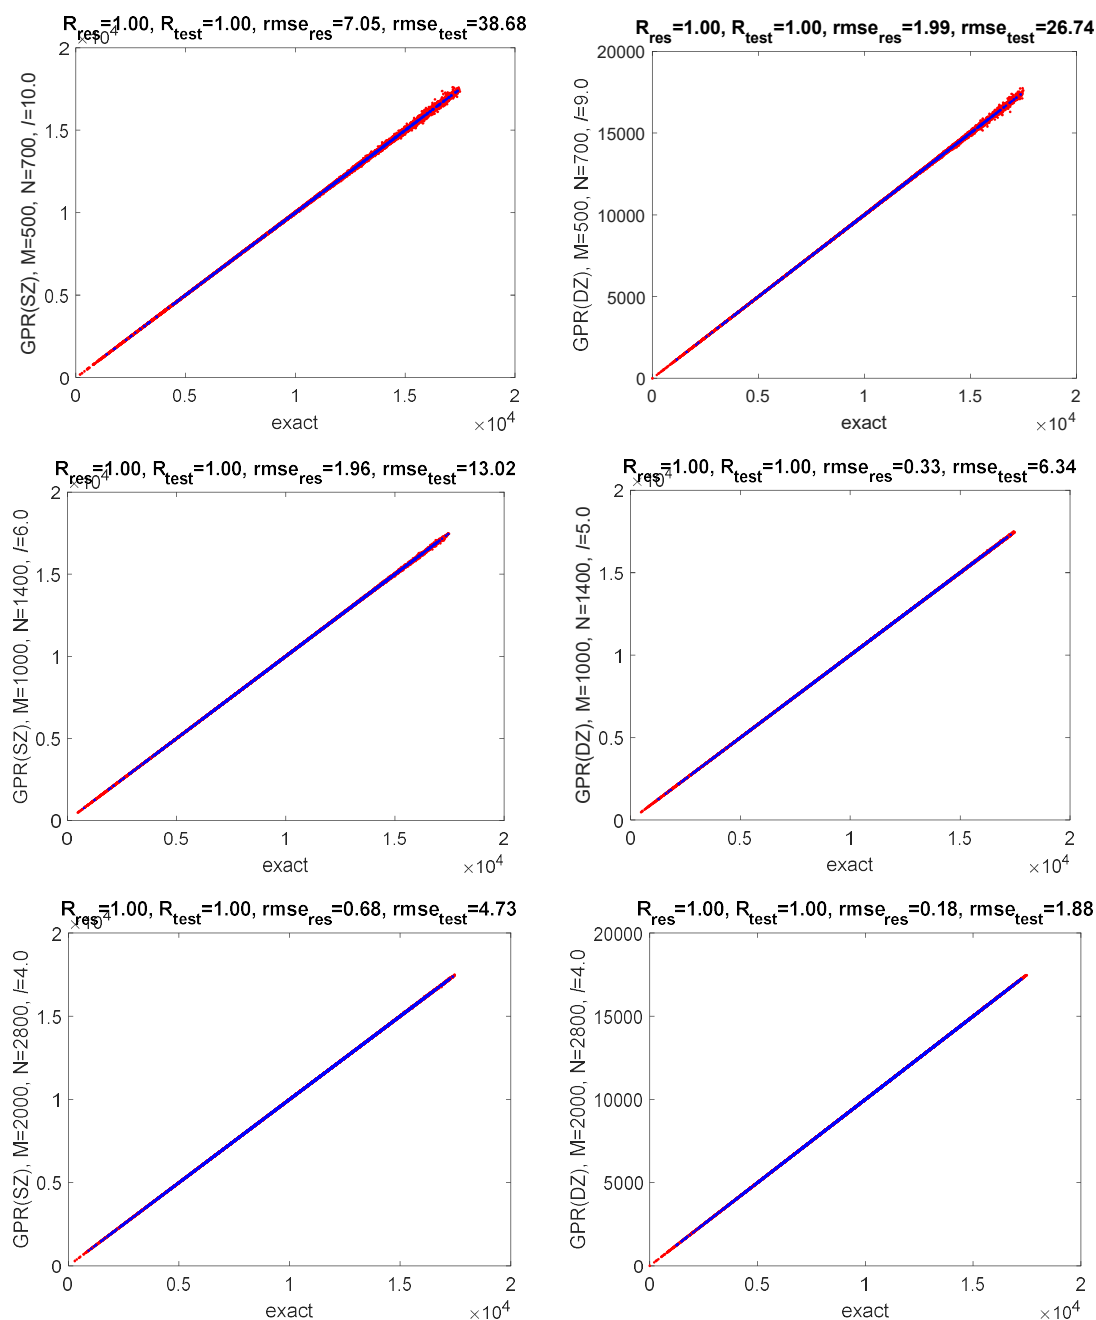 R_res=1.00, R_test=1.00, rmse_res=7.05, rmse_test=38.68
×10^4
GPR(SZ), M=500, N=700, l=10.0
2
1.5
1
0.5
0
0 0.5 1 1.5 2
exact
×10^4
R_res=1.00, R_test=1.00, rmse_res=1.99, rmse_test=26.74
GPR(DZ), M=500, N=700, l=9.0
20000
15000
10000
5000
0
0 0.5 1 1.5 2
exact
×10^4
R_res=1.00, R_test=1.00, rmse_res=1.96, rmse_test=13.02
×10^4
GPR(SZ), M=1000, N=1400, l=6.0
2
1.5
1
0.5
0
0 0.5 1 1.5 2
exact
×10^4
R_res=1.00, R_test=1.00, rmse_res=0.33, rmse_test=6.34
×10^4
GPR(DZ), M=1000, N=1400, l=5.0
2
1.5
1
0.5
0
0 0.5 1 1.5 2
exact
×10^4
R_res=1.00, R_test=1.00, rmse_res=0.68, rmse_test=4.73
×10^4
GPR(SZ), M=2000, N=2800, l=4.0
2
1.5
1
0.5
0
0 0.5 1 1.5 2
exact
×10^4
R_res=1.00, R_test=1.00, rmse_res=0.18, rmse_test=1.88
GPR(DZ), M=2000, N=2800, l=4.0
20000
15000
10000
5000
0
0 0.5 1 1.5 2
exact
×10^4